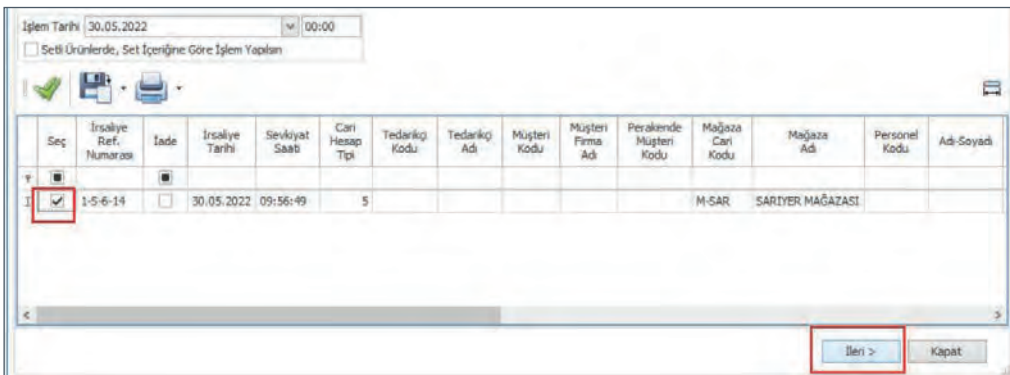 İşlem Tarihi 30.05.2022 00:00
Setli Ürünlerde, Set İçeriğine Göre İşlem Yapılsın
Seç İrsaliye Ref. Numarası İade İrsaliye Tarihi Sevkiyat Saati Cari Hesap Tipi Tedarikçi Kodu Tedarikçi Adı Müşteri Kodu Müşteri Firma Adı Perakende Müşteri Kodu Mağaza Cari Kodu Mağaza Adı Personel Kodu Adı-Soyadı
1-5-6-14 30.05.2022 09:56:49 5 M-SAR SARIYER MAĞAZASI
İleri > Kapat